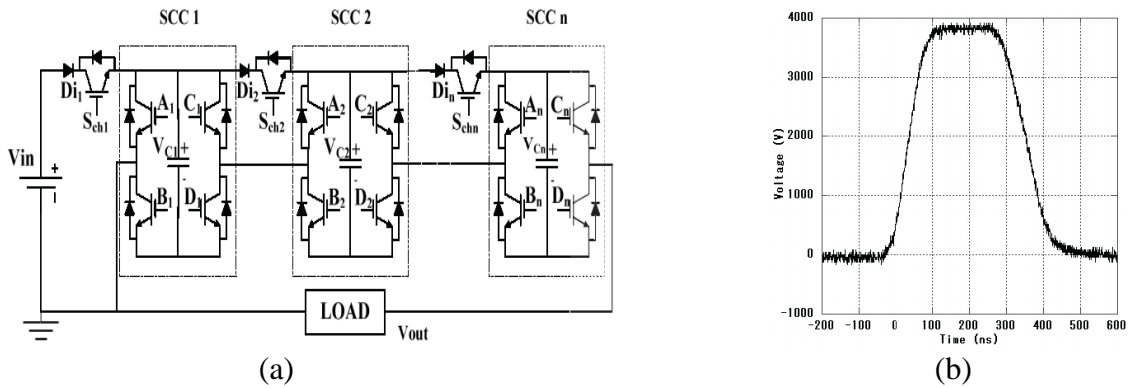 SCC 1
SCC 2
SCC n
Di1
Sch1
Di2
Sch2
Din
Schn
A1
C1
A2
C2
An
Cn
Vin
+
VC1
+
-
VC2
+
-
VCn
+
-
B1
D1
B2
D2
Bn
Dn
LOAD
Vout
(a)
4000
3000
2000
1000
0
-1000
Voltage (V)
-200 -100 0 100 200 300 400 500 600
Time (ns)
(b)